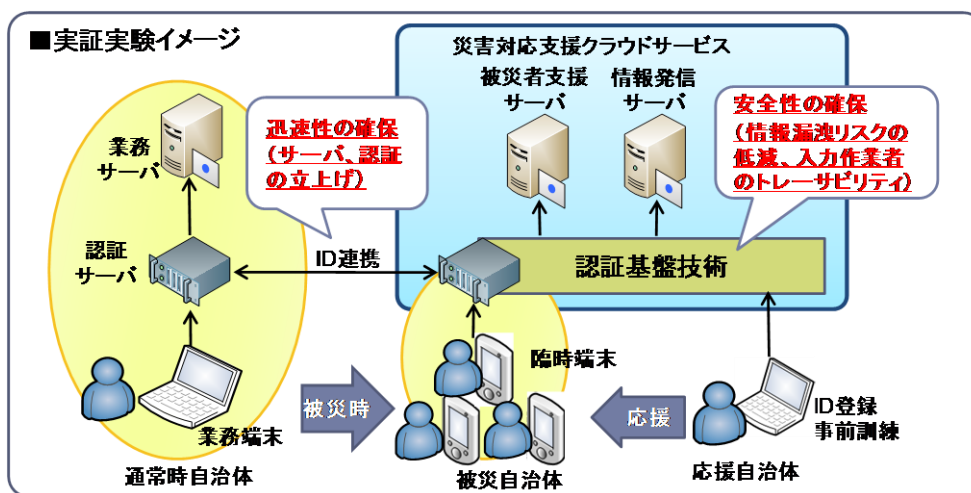 ■実証実験イメージ
災害対応支援クラウドサービス
被災者支援
サーバ
情報発信
サーバ
安全性の確保
（情報漏洩リスクの
低減、入力作業者
のトレーサビリティ）
迅速性の確保
（サーバ、認証
の立上げ）
業務
サーバ
認証
サーバ
ID連携
認証基盤技術
臨時端末
被災時
応援
ID登録
事前訓練
業務端末
通常時自治体
被災自治体
応援自治体